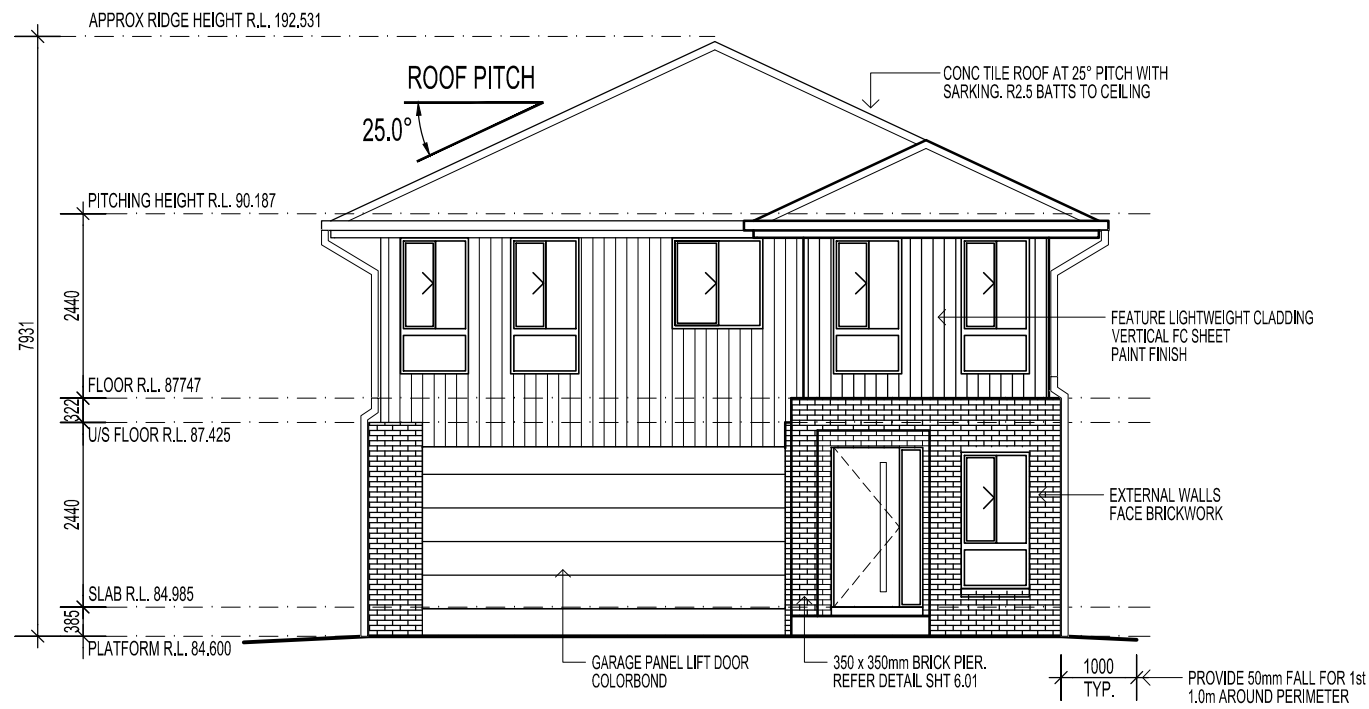 APPROX RIDGE HEIGHT R.L. 192.531
ROOF PITCH
25.0°
CONC TILE ROOF AT 25° PITCH WITH
SARKING. R2.5 BATTS TO CEILING
PITCHING HEIGHT R.L. 90.187
2440
7931
FEATURE LIGHTWEIGHT CLADDING
VERTICAL FC SHEET
PAINT FINISH
FLOOR R.L. 87747
322
U/S FLOOR R.L. 87.425
2440
EXTERNAL WALLS
FACE BRICKWORK
SLAB R.L. 84.985
385
PLATFORM R.L. 84.600
GARAGE PANEL LIFT DOOR
COLORBOND
350 x 350mm BRICK PIER.
REFER DETAIL SHT 6.01
1000
TYP.
PROVIDE 50mm FALL FOR 1st
1.0m AROUND PERIMETER